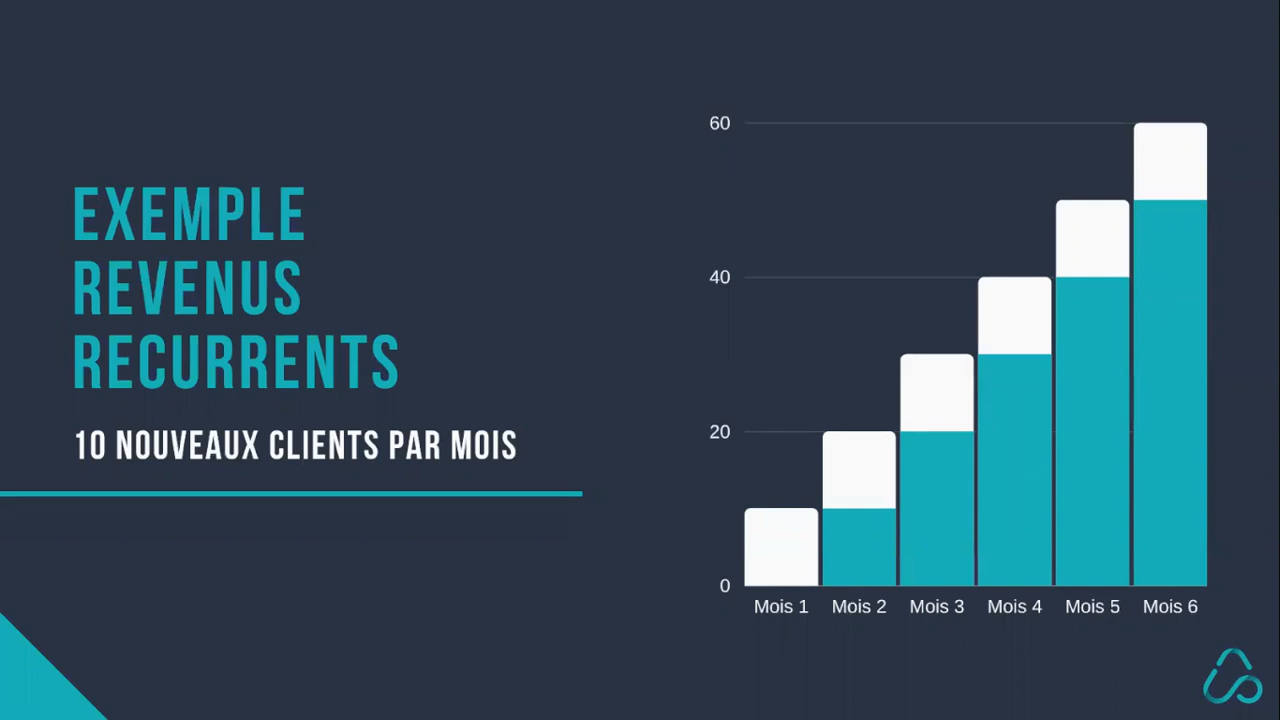 EXEMPLE
REVENUS
RECURRENTS
10 NOUVEAUX CLIENTS PAR MOIS
60
40
20
0
Mois 1 Mois 2 Mois 3 Mois 4 Mois 5 Mois 6